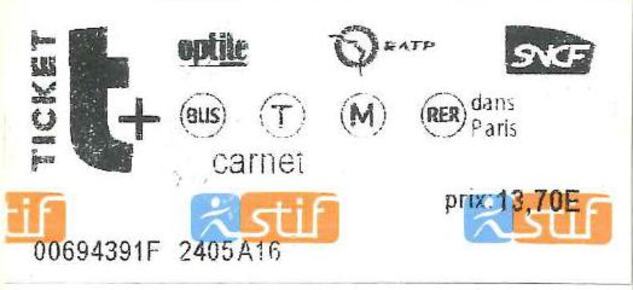 TICKET t+ optile RATP SNCF
BUS T M RER dans Paris
carnet
prix:13,70E
stif stif stif
00694391F 2405A16